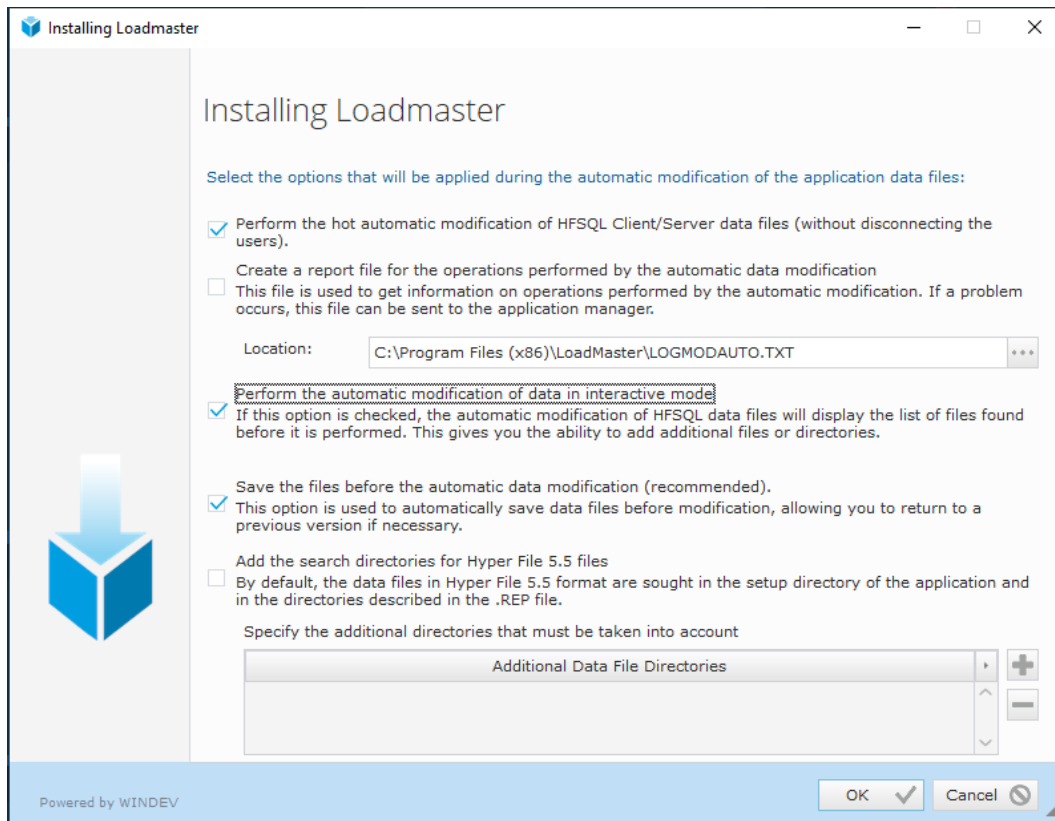 Installing Loadmaster
Installing Loadmaster
Select the options that will be applied during the automatic modification of the application data files:
Perform the hot automatic modification of HFSQL Client/Server data files (without disconnecting the
users).
Create a report file for the operations performed by the automatic data modification
This file is used to get information on operations performed by the automatic modification. If a problem
occurs, this file can be sent to the application manager.
Location:
C:\Program Files (x86)\LoadMaster\LOGMODAUTO.TXT
Perform the automatic modification of data in interactive mode
If this option is checked, the automatic modification of HFSQL data files will display the list of files found
before it is performed. This gives you the ability to add additional files or directories.
Save the files before the automatic data modification (recommended).
This option is used to automatically save data files before modification, allowing you to return to a
previous version if necessary.
Add the search directories for Hyper File 5.5 files
By default, the data files in Hyper File 5.5 format are sought in the setup directory of the application and
in the directories described in the .REP file.
Specify the additional directories that must be taken into account
Additional Data File Directories
Powered by WINDEV
OK
Cancel